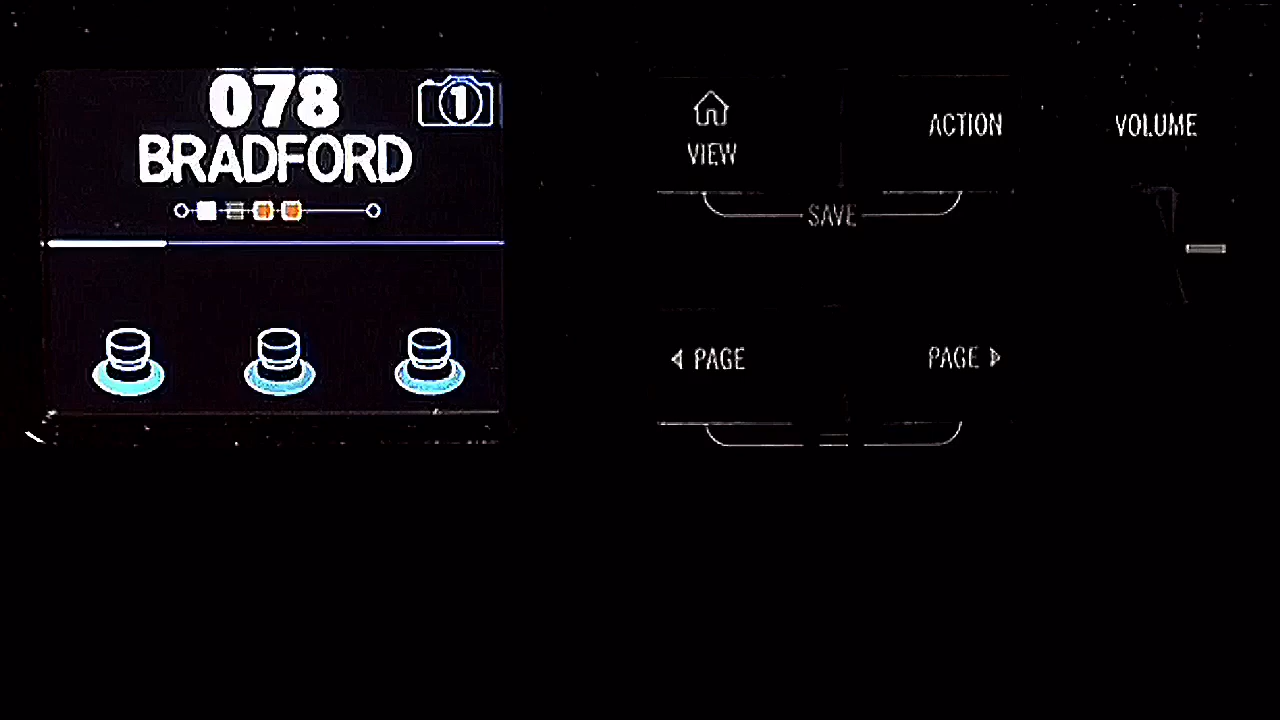 078
1
BRADFORD
VIEW
ACTION
VOLUME
SAVE
PAGE
PAGE